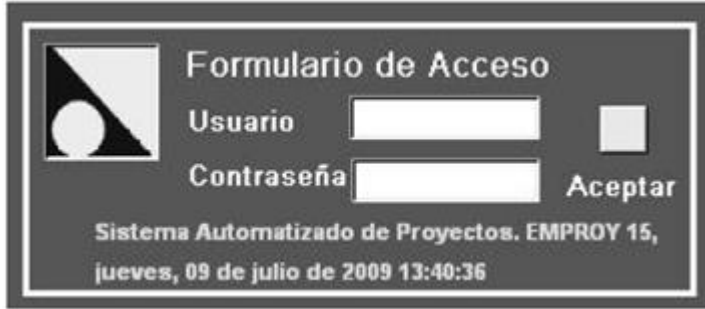 Formulario de Acceso
Usuario
Contraseña
Aceptar
Sistema Automatizado de Proyectos. EMPROY 15,
jueves, 09 de julio de 2009 13:40:36